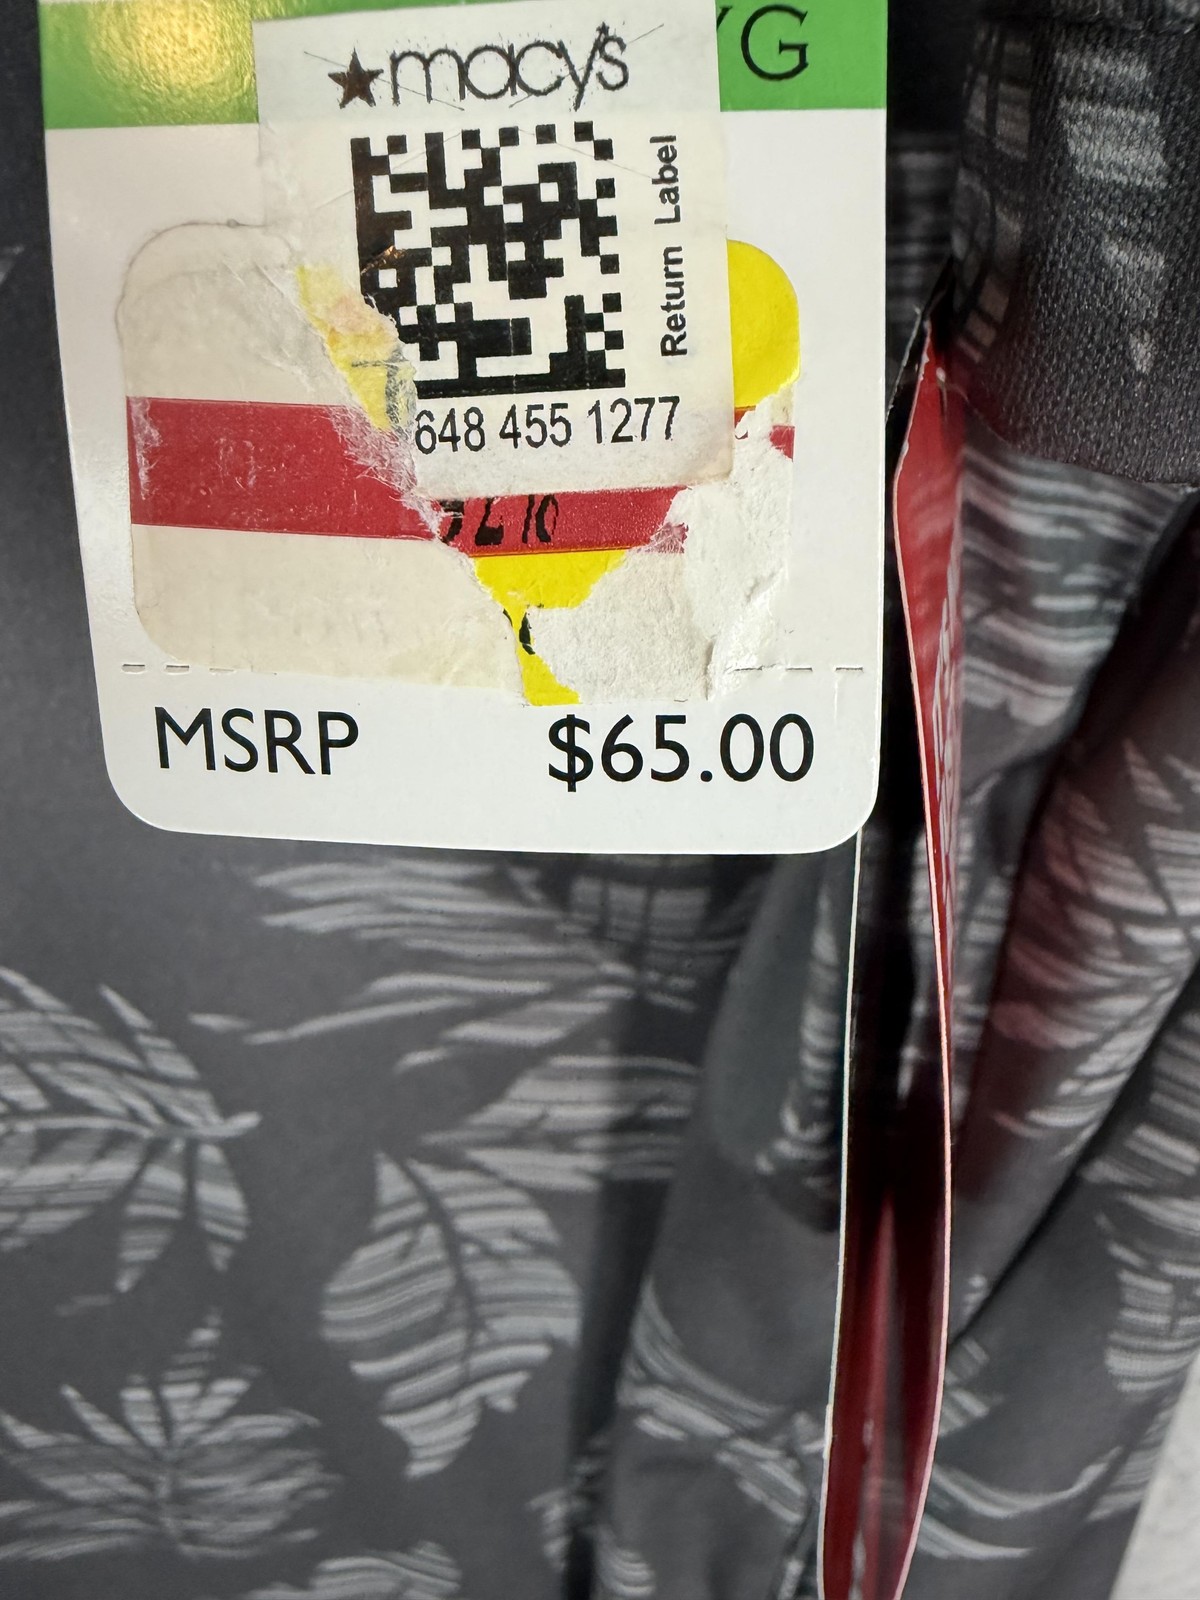 G
macy's
Return Label
648 455 1277
MSRP $65.00